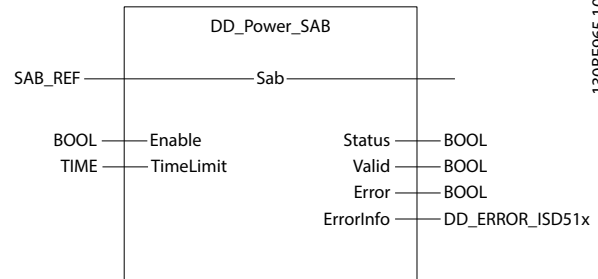 DD_Power_SAB
SAB_REF Sab
BOOL Enable Status BOOL
TIME TimeLimit Valid BOOL
Error BOOL
ErrorInfo DD_ERROR_ISD51x